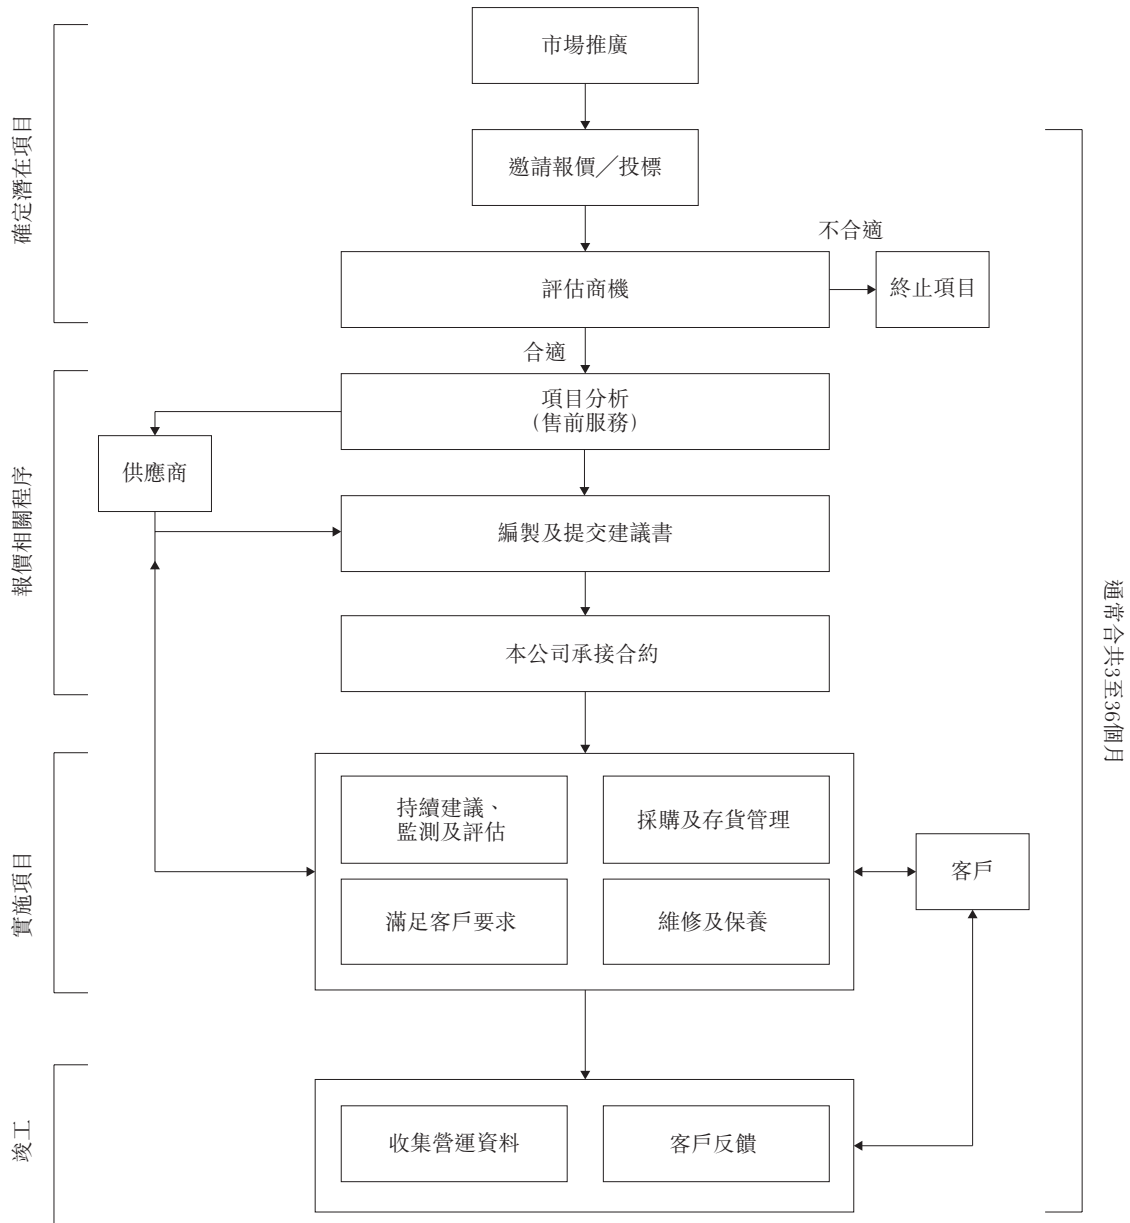 市場推廣
確定潛在項目
邀請報價／投標
不合適
評估商機
終止項目
合適
項目分析
（售前服務）
供應商
報價相關程序
編製及提交建議書
本公司承接合約
通常合共3至36個月
持續建議、
監測及評估
採購及存貨管理
實施項目
客戶
滿足客戶要求
維修及保養
竣工
收集營運資料
客戶反饋